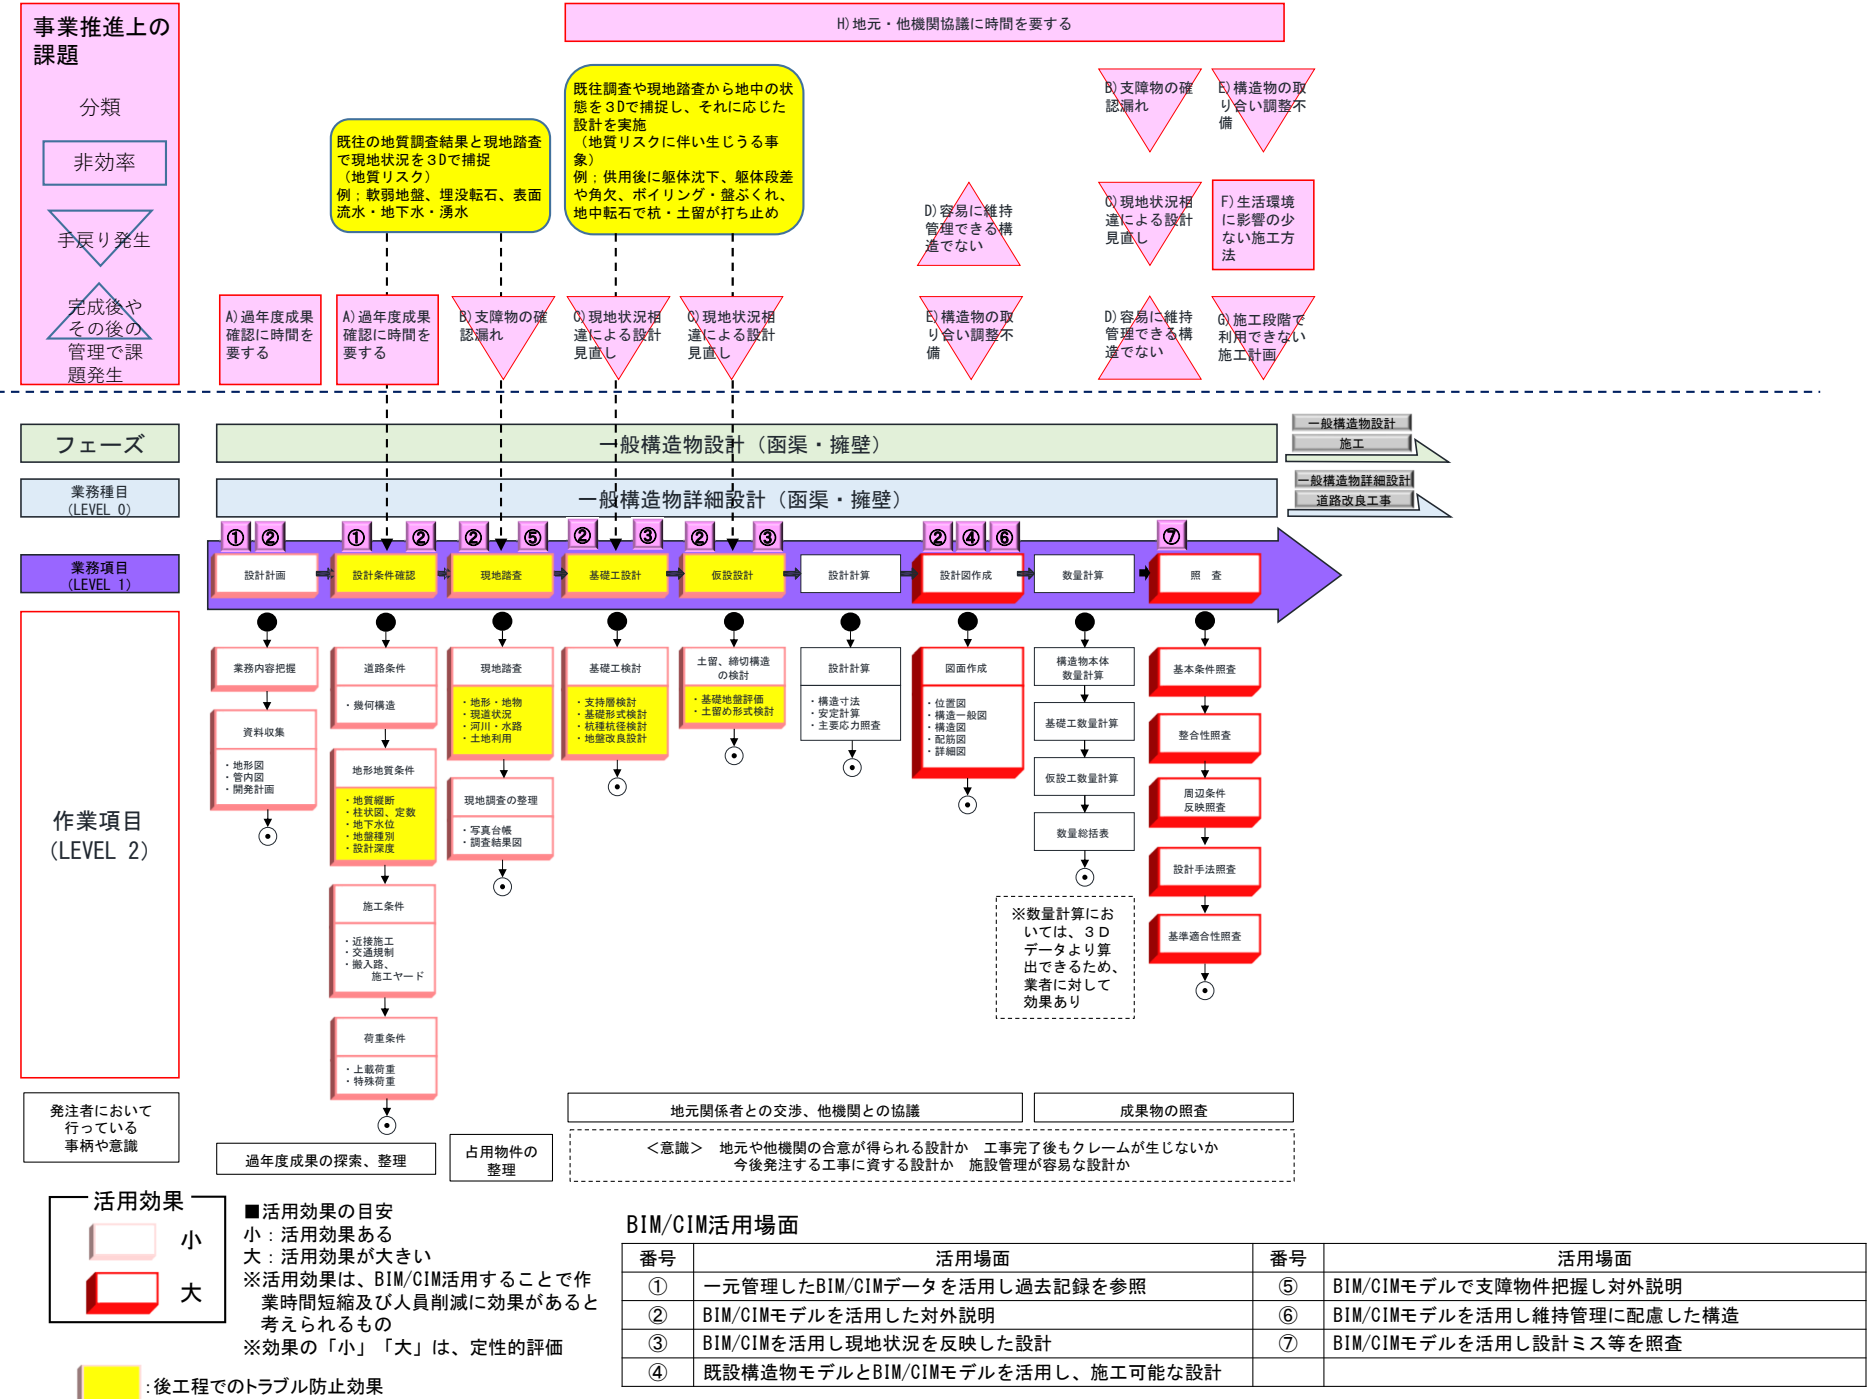 事業推進上の
課題
分類
非効率
手戻り発生
完成後や
その後の
管理で課
題発生
H)地元・他機関協議に時間を要する
既往の地質調査結果と現地踏査
で現地状況を3Dで捕捉
(地質リスク)
例：軟弱地盤、埋没転石、表面
流水・地下水・湧水
既往調査や現地踏査から地中の状
態を3Dで捕捉し、それに応じた
設計を実施
(地質リスクに伴い生じうる事
象)
例：供用後に躯体沈下、躯体段差
や角欠、ボイリング・盤ぶくれ、
地中転石で杭・土留が打ち止め
B)支障物の確
認漏れ
E)構造物の取
り合い調整不
備
D)容易に維持
管理できる構
造でない
C)現地状況相
違による設計
見直し
F)生活環境
に影響の少
ない施工方
法
A)過年度成果
確認に時間を
要する
A)過年度成果
確認に時間を
要する
B)支障物の確
認漏れ
C)現地状況相
違による設計
見直し
C)現地状況相
違による設計
見直し
E)構造物の取
り合い調整不
備
D)容易に維持
管理できる構
造でない
G)施工段階で
利用できない
施工計画
フェーズ
一般構造物設計（函渠・擁壁）
一般構造物設計
施工
業務種目
(LEVEL 0)
一般構造物詳細設計（函渠・擁壁）
一般構造物詳細設計
道路改良工事
① ② ① ② ② ⑤ ② ③ ② ③ ② ④ ⑥ ⑦
業務項目
(LEVEL 1)
設計計画
設計条件確認
現地踏査
基礎工設計
仮設設計
設計計算
設計図作成
数量計算
照　査
作業項目
(LEVEL 2)
業務内容把握
資料収集
・地形図
・管内図
・開発計画
道路条件
・幾何構造
地形地質条件
・地質縦断
・柱状図、定数
・地下水位
・地盤種別
・設計深度
施工条件
・近接施工
・交通規制
・搬入路、
施工ヤード
荷重条件
・上載荷重
・特殊荷重
現地踏査
・地形・地物
・現道状況
・河川・水路
・土地利用
現地調査の整理
・写真台帳
・調査結果図
基礎工検討
・支持層検討
・基礎形式検討
・杭種杭径検討
・地盤改良設計
土留、締切構造
の検討
・基礎地盤評価
・土留め形式検討
設計計算
・構造寸法
・安定計算
・主要応力照査
図面作成
・位置図
・構造一般図
・構造図
・配筋図
・詳細図
構造物本体
数量計算
基礎工数量計算
仮設工数量計算
数量総括表
※数量計算にお
いては、3D
データより算
出できるため、
業者に対して
効果あり
基本条件照査
整合性照査
周辺条件
反映照査
設計手法照査
基準適合性照査
発注者において
行っている
事柄や意識
過年度成果の探索、整理
占用物件の
整理
地元関係者との交渉、他機関との協議
成果物の照査
＜意識＞　地元や他機関の合意が得られる設計か　工事完了後もクレームが生じないか
今後発注する工事に資する設計か　施設管理が容易な設計か
活用効果
小
大
■活用効果の目安
小：活用効果ある
大：活用効果が大きい
※活用効果は、BIM/CIM活用することで作
業時間短縮及び人員削減に効果があると
考えられるもの
※効果の「小」「大」は、定性的評価
：後工程でのトラブル防止効果
BIM/CIM活用場面
番号 活用場面 番号 活用場面
① 一元管理したBIM/CIMデータを活用し過去記録を参照 ⑤ BIM/CIMモデルで支障物件把握し対外説明
② BIM/CIMモデルを活用した対外説明 ⑥ BIM/CIMモデルを活用し維持管理に配慮した構造
③ BIM/CIMを活用し現地状況を反映した設計 ⑦ BIM/CIMモデルを活用し設計ミス等を照査
④ 既設構造物モデルとBIM/CIMモデルを活用し、施工可能な設計